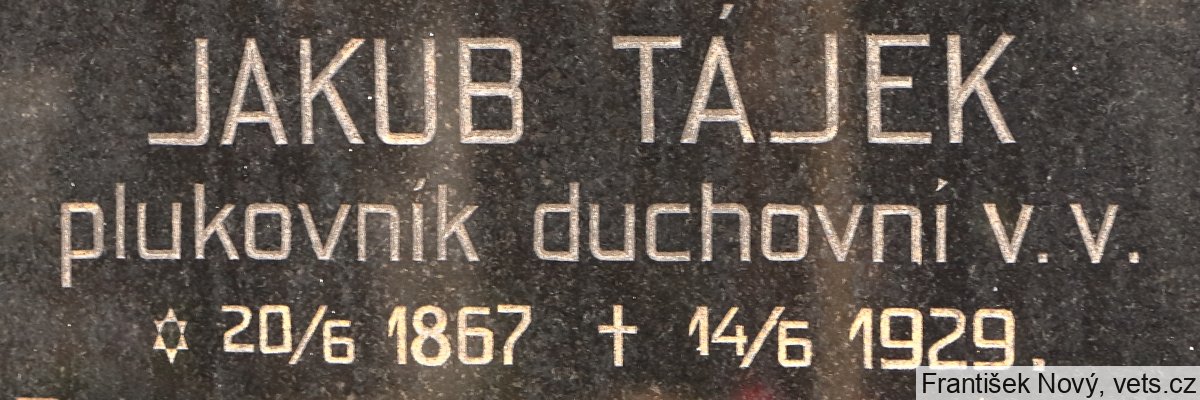 JAKUB TÁJEK
plukovník duchovní v. v.
✡ 20/6 1867 † 14/6 1929.
František Nový, vets.cz